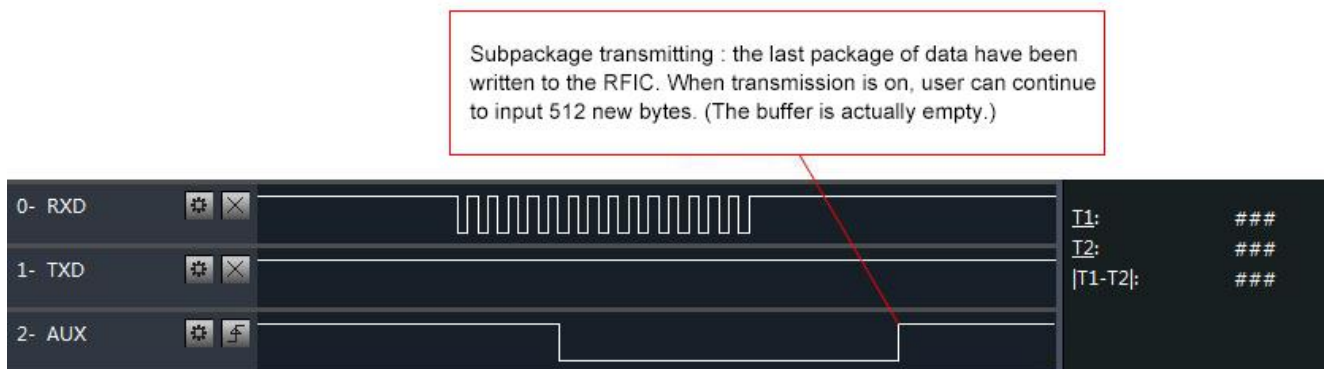 Subpackage transmitting : the last package of data have been
written to the RFIC. When transmission is on, user can continue
to input 512 new bytes. (The buffer is actually empty.)
0- RXD
1- TXD
2- AUX
T1: ###
T2: ###
|T1-T2|: ###